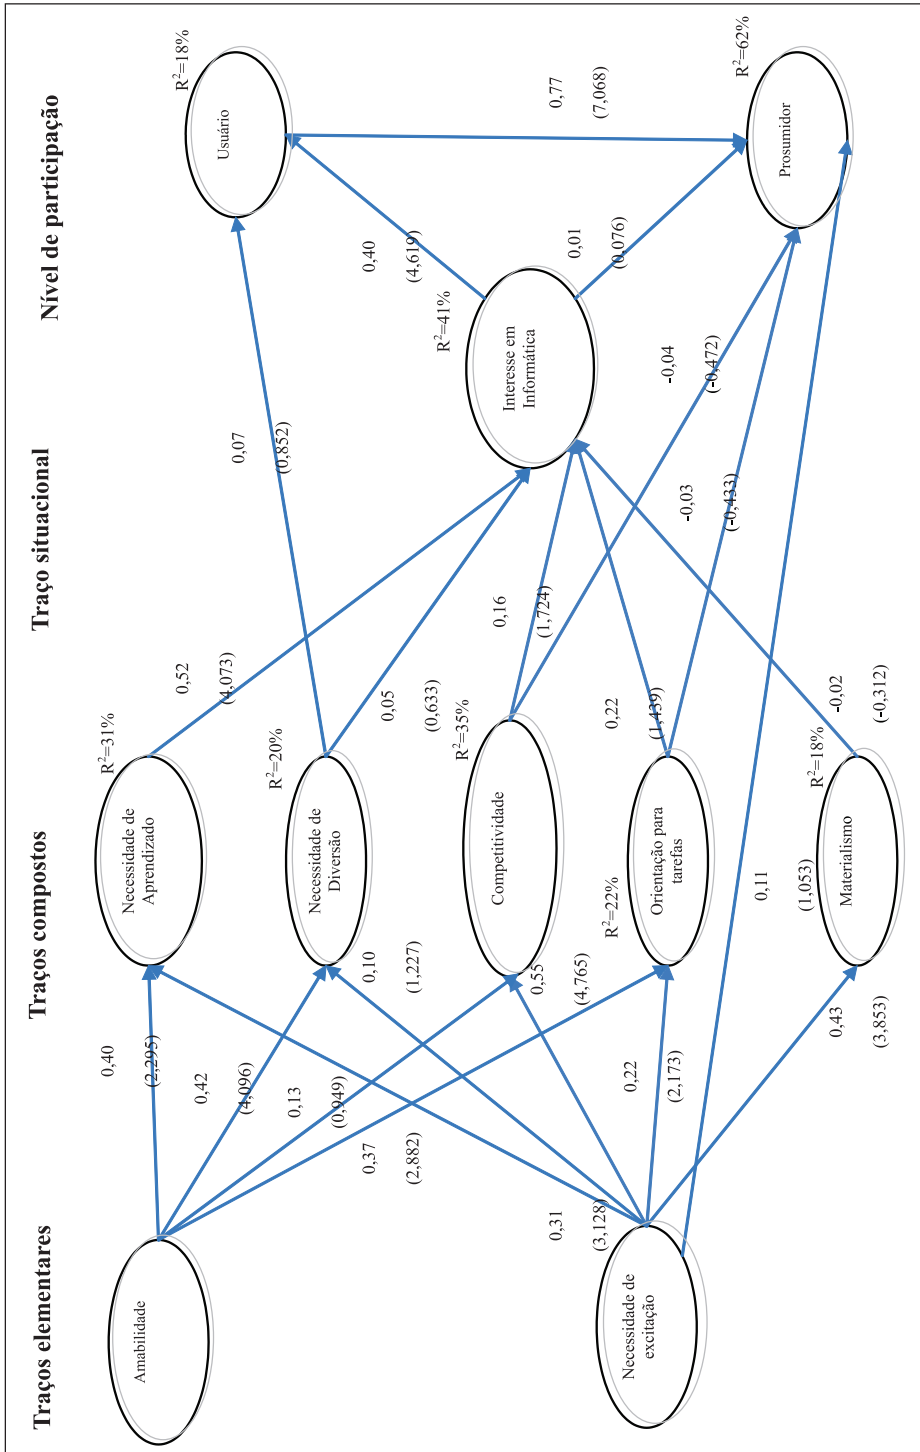 Traços elementares
Traços compostos
Traço situacional
Nível de participação
Amabilidade
Necessidade de
excitação
0,40
(2,295)
0,42
(4,096)
0,13
(0,949)
0,37
(2,882)
0,31
(3,128)
0,10
(1,227)
0,55
(4,765)
0,22
(2,173)
0,43
(3,853)
R²=31%
Necessidade de
Aprendizado
R²=20%
Necessidade de
Diversão
R²=35%
Competitividade
R²=22%
Orientação para
tarefas
R²=18%
Materialismo
0,11
(1,053)
0,52
(4,073)
0,07
(0,852)
0,05
(0,633)
0,16
(1,724)
0,22
(1,439)
-0,02
(-0,312)
-0,04
(-0,472)
-0,03
(-0,433)
R²=41%
Interesse em
Informática
0,40
(4,619)
0,01
(0,076)
R²=18%
Usuário
0,77
(7,068)
R²=62%
Prosumidor